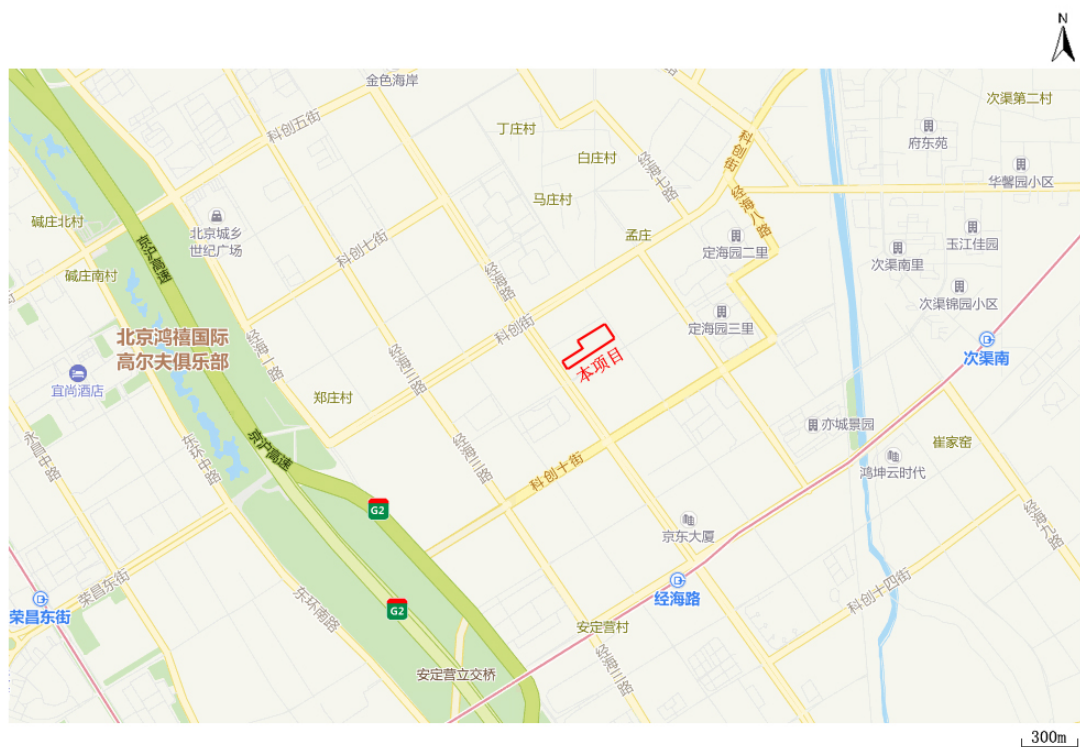 N
金色海岸
次渠第二村
科创五街
丁庄村
府东苑
科创街
白庄村
经海七路
华馨园小区
马庄村
经海八路
碱庄北村
北京城乡
世纪广场
京沪高速
科创七街
孟庄
定海园二里
玉江佳园
次渠南里
碱庄南村
经海路
次渠锦园小区
定海园三里
科创街
北京鸿禧国际
高尔夫俱乐部
经海一路
次渠南
本项目
经海三路
宜尚酒店
郑庄村
亦城景园
永昌中路
东环中路
京沪高速
经海三路
崔家窑
鸿坤云时代
科创十街
G2
京东大厦
经海九路
荣昌东街
经海路
科创十四街
荣昌东街
东环南路
G2
安定营村
安定营立交桥
经海三路
300m